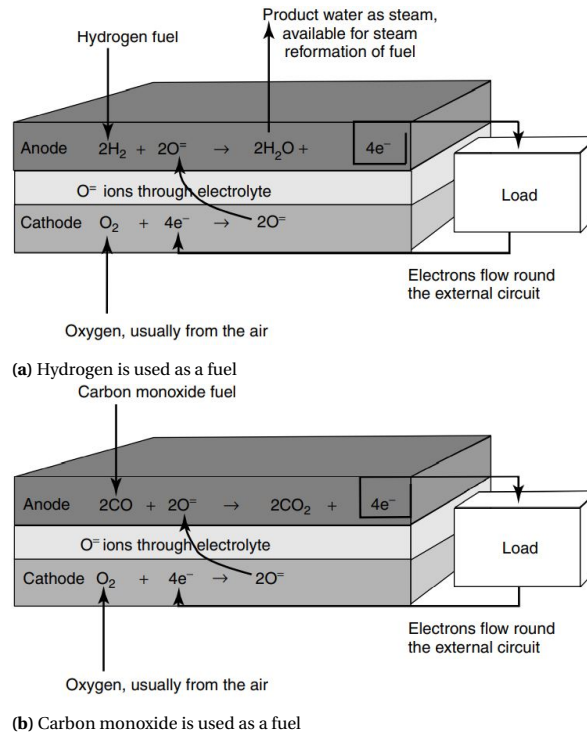 Product water as steam,
available for steam
reformation of fuel
Hydrogen fuel
Anode 2H₂ + 2O⁼ → 2H₂O + 4e⁻
O⁼ ions through electrolyte
Cathode O₂ + 4e⁻ → 2O⁼
Load
Electrons flow round
the external circuit
Oxygen, usually from the air
(a) Hydrogen is used as a fuel
Carbon monoxide fuel
Anode 2CO + 2O⁼ → 2CO₂ + 4e⁻
O⁼ ions through electrolyte
Cathode O₂ + 4e⁻ → 2O⁼
Load
Electrons flow round
the external circuit
Oxygen, usually from the air
(b) Carbon monoxide is used as a fuel